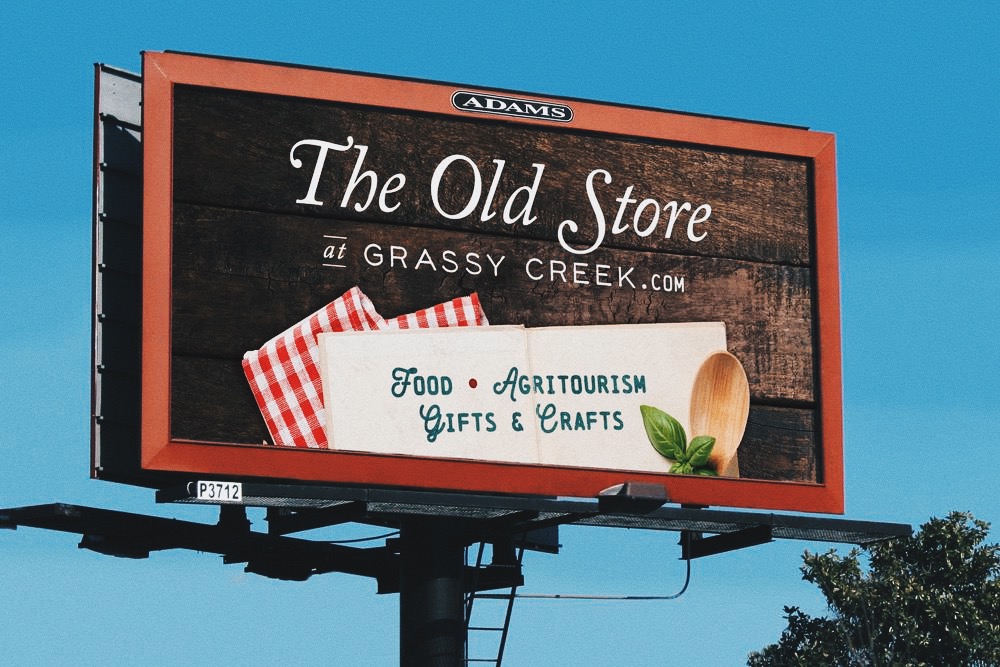 ADAMS
The Old Store
at GRASSY CREEK.COM
FOOD • AGRITOURISM
GIFTS & CRAFTS
P3712